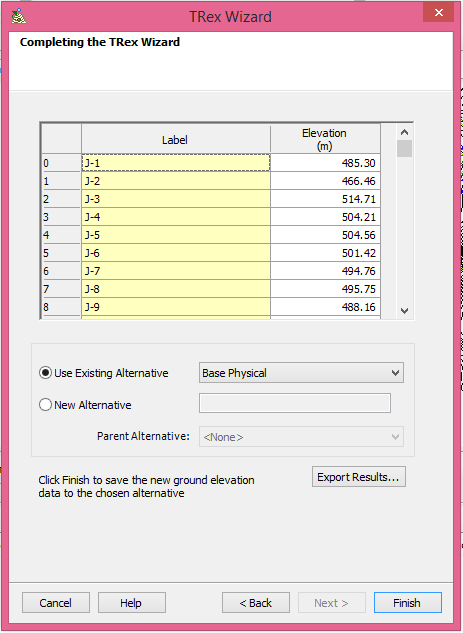 TRex Wizard
Completing the TRex Wizard
Label Elevation
(m)
0 J-1 485.30
1 J-2 466.46
2 J-3 514.71
3 J-4 504.21
4 J-5 504.56
5 J-6 501.42
6 J-7 494.76
7 J-8 495.75
8 J-9 488.16
Use Existing Alternative Base Physical
New Alternative
Parent Alternative: <None>
Click Finish to save the new ground elevation
data to the chosen alternative
Export Results...
Cancel Help < Back Next > Finish